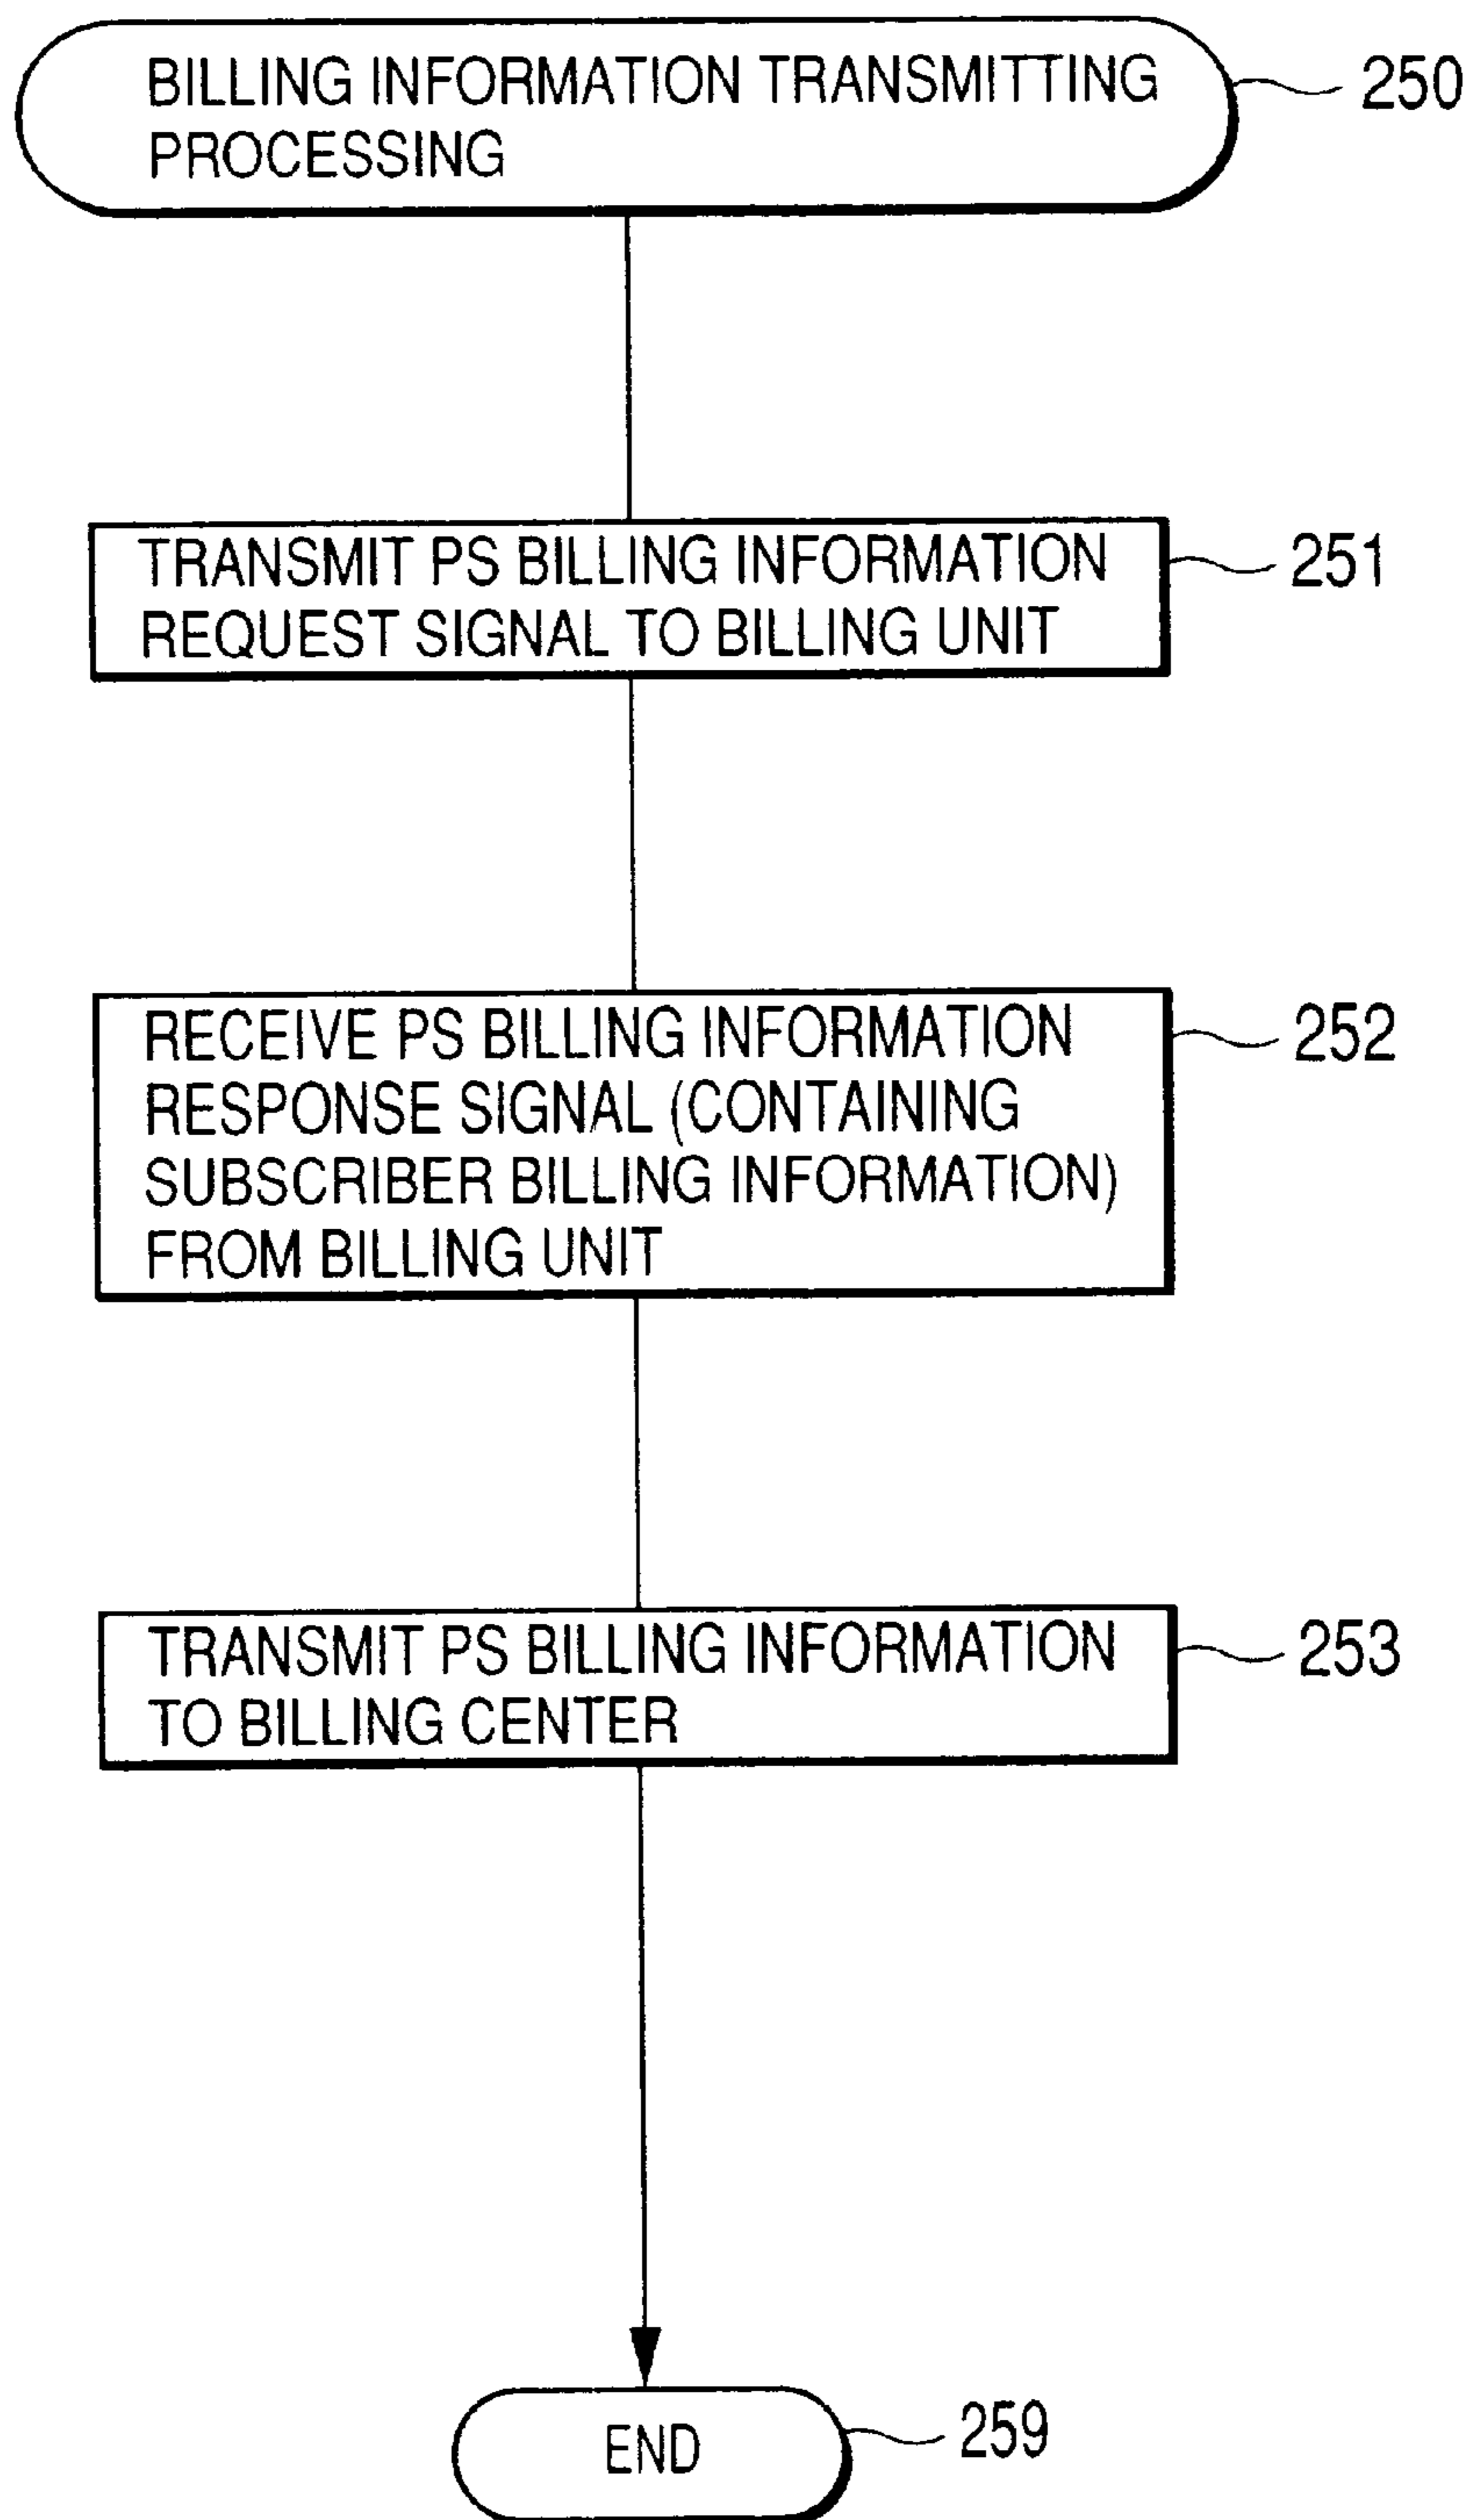 BILLING INFORMATION TRANSMITTING
PROCESSING
250
TRANSMIT PS BILLING INFORMATION
REQUEST SIGNAL TO BILLING UNIT
251
RECEIVE PS BILLING INFORMATION
RESPONSE SIGNAL (CONTAINING
SUBSCRIBER BILLING INFORMATION)
FROM BILLING UNIT
252
TRANSMIT PS BILLING INFORMATION
TO BILLING CENTER
253
END
259